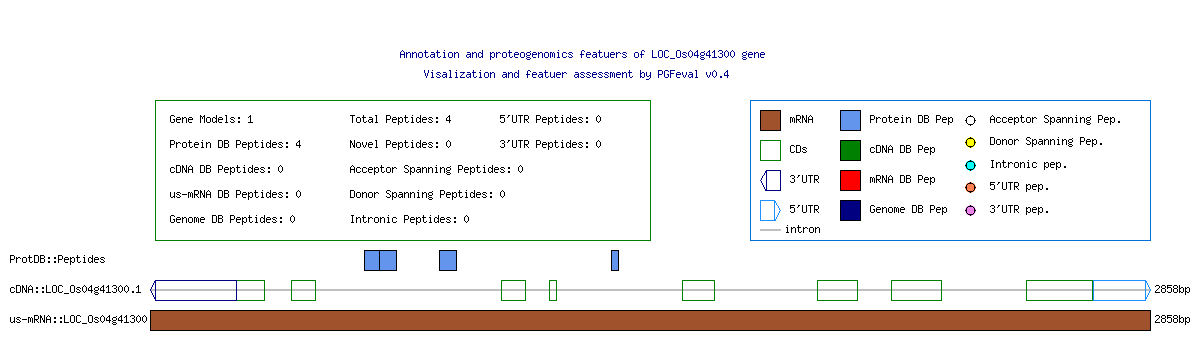 Annotation and proteogenomics featuers of LOC_Os04g41300 gene
Visalization and featuer assessment by PGFeval v0.4
Gene Models: 1
Total Peptides: 4
5'UTR Peptides: 0
Protein DB Peptides: 4
Novel Peptides: 0
3'UTR Peptides: 0
cDNA DB Peptides: 0
Acceptor Spanning Peptides: 0
us-mRNA DB Peptides: 0
Donor Spanning Peptides: 0
Genome DB Peptides: 0
Intronic Peptides: 0
mRNA
Protein DB Pep
Acceptor Spanning Pep.
CDs
cDNA DB Pep
Donor Spanning Pep.
3'UTR
mRNA DB Pep
Intronic pep.
5'UTR
Genome DB Pep
5'UTR pep.
3'UTR pep.
intron
ProtDB::Peptides
cDNA::LOC_Os04g41300.1
2858bp
us-mRNA::LOC_Os04g41300
2858bp